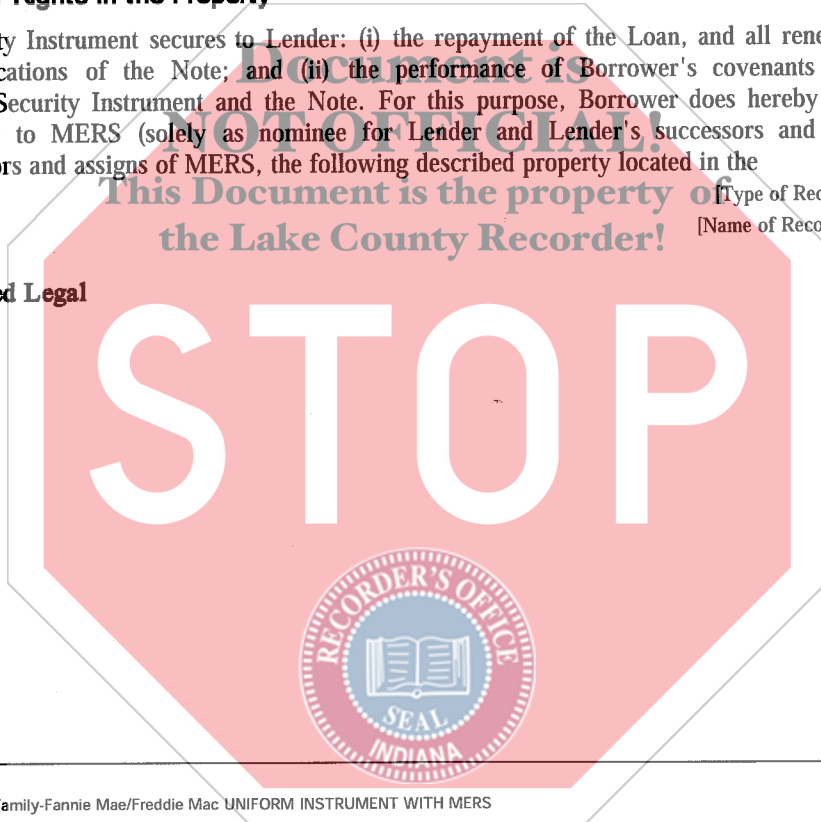 Rights in the Property
ty Instrument secures to Lender: (i) the repayment of the Loan, and all rene
cations of the Note; and (ii) the performance of Borrower's covenants
Security Instrument and the Note. For this purpose, Borrower does hereby
to MERS (solely as nominee for Lender and Lender's successors and
rs and assigns of MERS, the following described property located in the
[Type of Rec
[Name of Reco
ed Legal
Document is
NOT OFFICIAL!
This Document is the property of
the Lake County Recorder!
STOP
RECORDER'S OFFICE
SEAL
INDIANA
amily-Fannie Mae/Freddie Mac UNIFORM INSTRUMENT WITH MERS